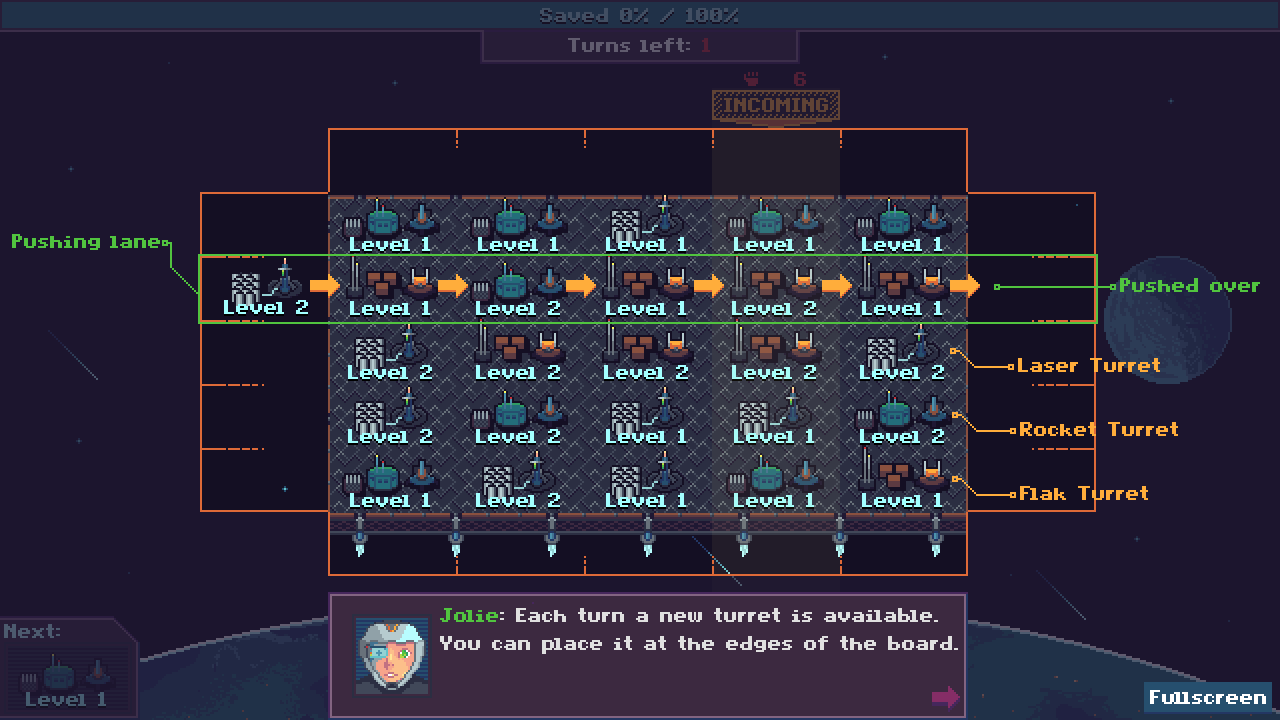 Saved 0% / 100%
Turns left: 1
6
INCOMING
Level 1 Level 1 Level 1 Level 1 Level 1
Pushing lane
Level 2 Level 1 Level 2 Level 1 Level 2 Level 1
Pushed over
Level 2 Level 2 Level 2 Level 2 Level 2
Laser Turret
Level 2 Level 2 Level 1 Level 1 Level 2
Rocket Turret
Level 1 Level 2 Level 1 Level 1 Level 1
Flak Turret
Jolie: Each turn a new turret is available.
You can place it at the edges of the board.
Next:
Level 1
Fullscreen